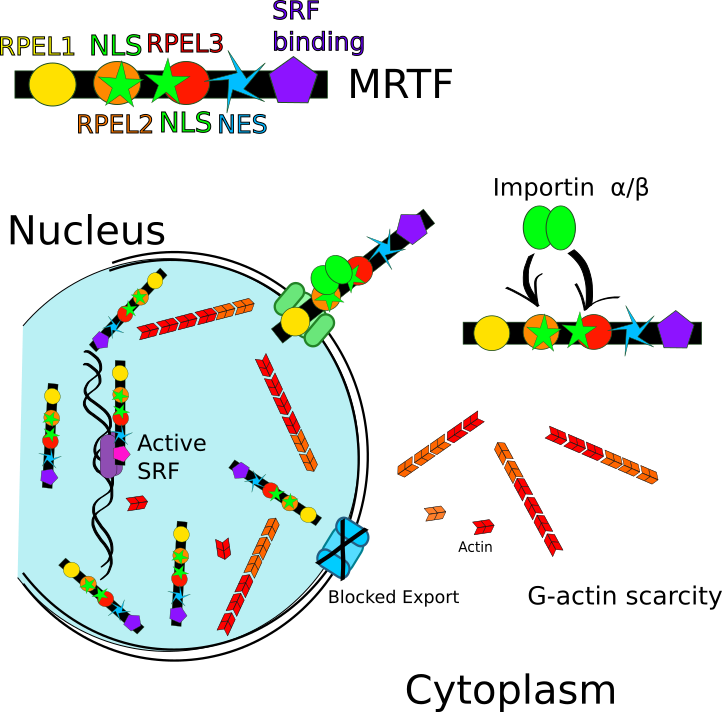 SRF
binding
RPEL1 NLS RPEL3
MRTF
RPEL2 NLS NES
Importin α/β
Nucleus
Active
SRF
Actin
Blocked Export
G-actin scarcity
Cytoplasm